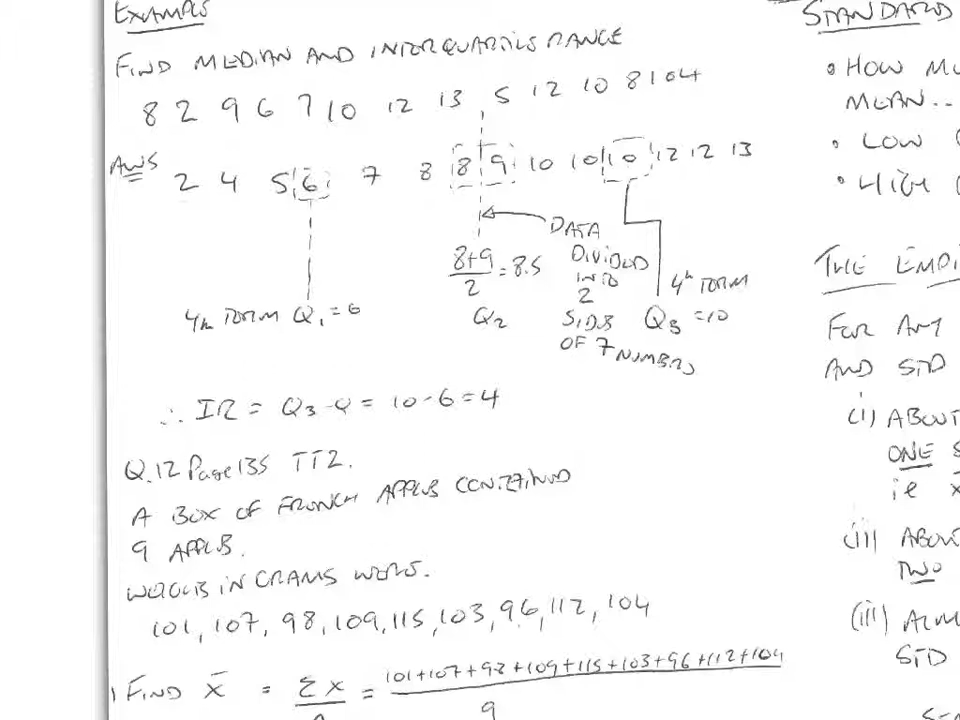 EXAMPLE
FIND MEDIAN AND INTERQUARTILE RANGE
8 2 9 6 7 10 12 13 5 12 10 8 10 4
ANS
2 4 5 6 7 8 8 9 10 10 10 12 12 13
DATA
DIVIDED
INTO
2
SIDES
OF 7 NUMBERS
8+9
2
= 8.5
Q2
4th TERM Q1 = 6
4th TERM
Q3 = 10
∴ IR = Q3 - Q = 10 - 6 = 4
Q.12 Page 135 TT2.
A BOX OF FRENCH APPLES CONTAINED
9 APPLES.
WEIGHTS IN GRAMS WERE.
101, 107, 98, 109, 115, 103, 96, 112, 104
FIND x̄ = Σx = 101+107+98+109+115+103+96+112+104
9
STANDARD
• HOW MU
MEAN..
• LOW
• HIGH
THE EMPI
FOR ANY
AND STD
(i) ABOUT
ONE S
ie x̄
(ii) ABOU
TWO
(iii) ALM
STD